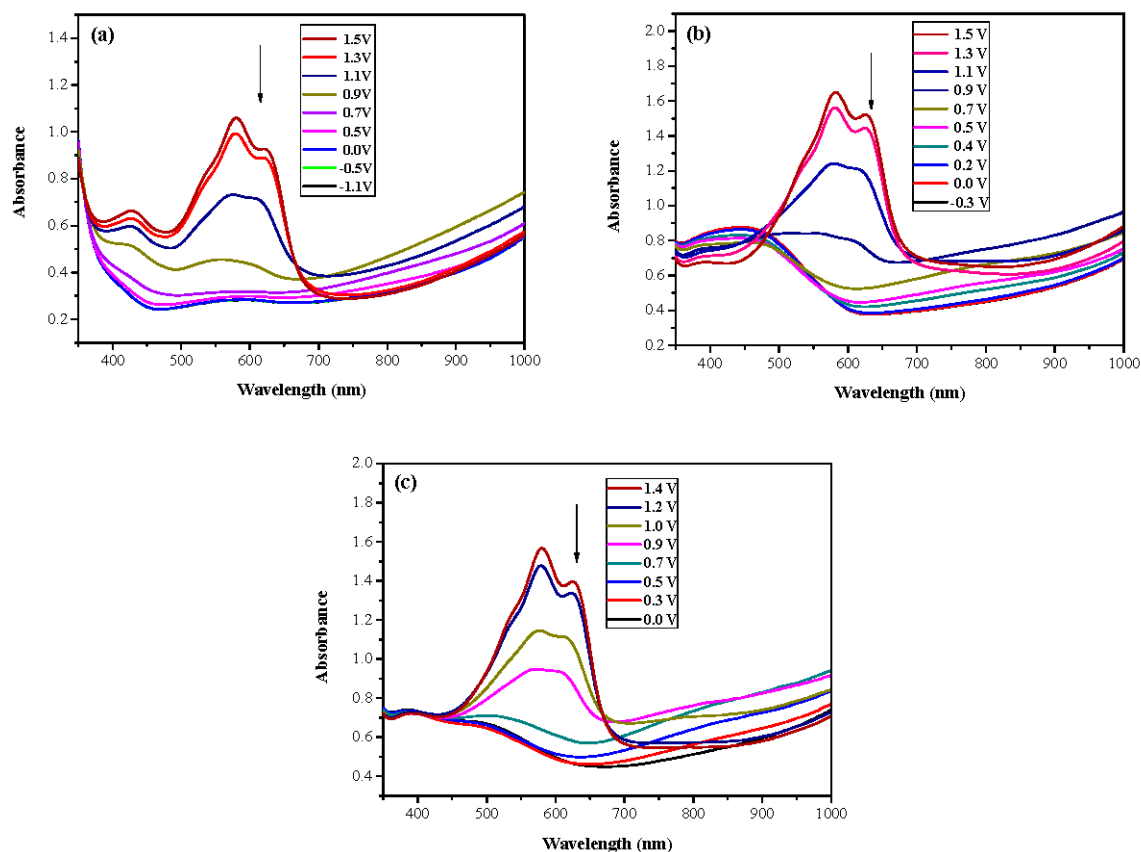 (a)
1.5V
1.3V
1.1V
0.9V
0.7V
0.5V
0.0V
-0.5V
-1.1V
1.4
1.2
1.0
0.8
0.6
0.4
0.2
Absorbance
400 500 600 700 800 900 1000
Wavelength (nm)
(b)
1.5 V
1.3 V
1.1 V
0.9 V
0.7 V
0.5 V
0.4 V
0.2 V
0.0 V
-0.3 V
2.0
1.8
1.6
1.4
1.2
1.0
0.8
0.6
0.4
0.2
Absorbance
400 500 600 700 800 900 1000
Wavelength (nm)
(c)
1.4 V
1.2 V
1.0 V
0.9 V
0.7 V
0.5 V
0.3 V
0.0 V
2.0
1.8
1.6
1.4
1.2
1.0
0.8
0.6
0.4
Absorbance
400 500 600 700 800 900 1000
Wavelength (nm)